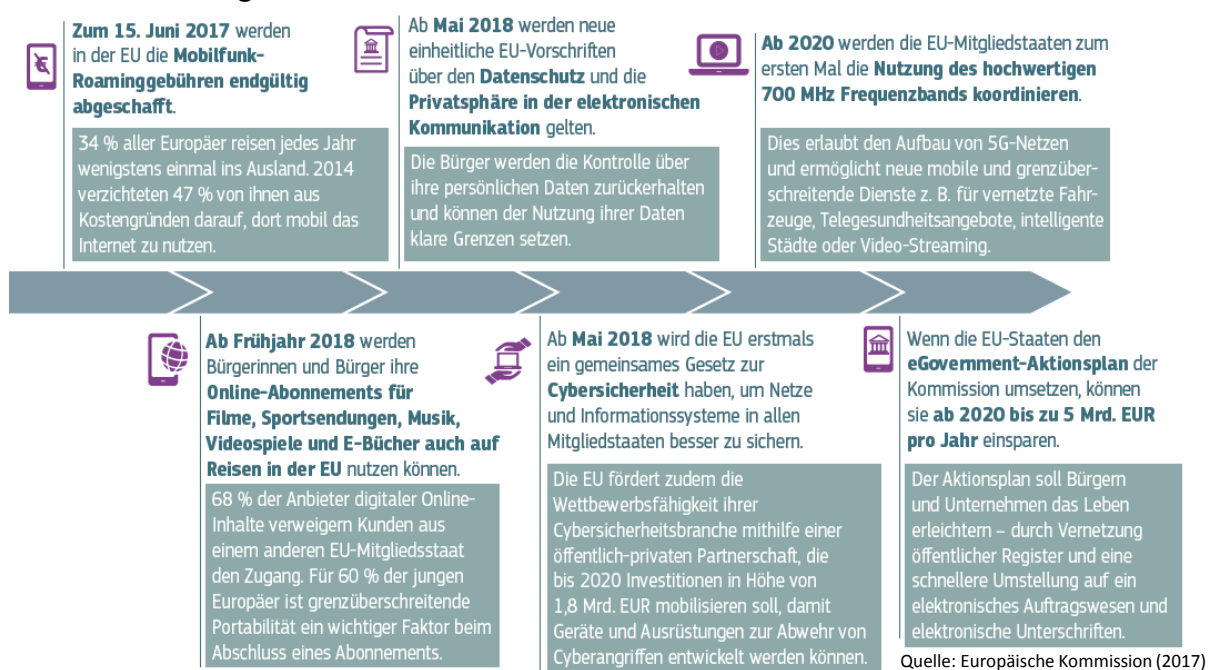 Zum 15. Juni 2017 werden
in der EU die Mobilfunk-
Roaminggebühren endgültig
abgeschafft.
34 % aller Europäer reisen jedes Jahr
wenigstens einmal ins Ausland. 2014
verzichteten 47 % von ihnen aus
Kostengründen darauf, dort mobil das
Internet zu nutzen.
Ab Frühjahr 2018 werden
Bürgerinnen und Bürger ihre
Online-Abonnements für
Filme, Sportsendungen, Musik,
Videospiele und E-Bücher auch auf
Reisen in der EU nutzen können.
68 % der Anbieter digitaler Online-
Inhalte verweigern Kunden aus
einem anderen EU-Mitgliedsstaat
den Zugang. Für 60 % der jungen
Europäer ist grenzüberschreitende
Portabilität ein wichtiger Faktor beim
Abschluss eines Abonnements.
Ab Mai 2018 werden neue
einheitliche EU-Vorschriften
über den Datenschutz und die
Privatsphäre in der elektronischen
Kommunikation gelten.
Die Bürger werden die Kontrolle über
ihre persönlichen Daten zurückerhalten
und können der Nutzung ihrer Daten
klare Grenzen setzen.
Ab Mai 2018 wird die EU erstmals
ein gemeinsames Gesetz zur
Cybersicherheit haben, um Netze
und Informationssysteme in allen
Mitgliedstaaten besser zu sichern.
Die EU fördert zudem die
Wettbewerbsfähigkeit ihrer
Cybersicherheitsbranche mithilfe einer
öffentlich-privaten Partnerschaft, die
bis 2020 Investitionen in Höhe von
1,8 Mrd. EUR mobilisieren soll, damit
Geräte und Ausrüstungen zur Abwehr von
Cyberangriffen entwickelt werden können.
Ab 2020 werden die EU-Mitgliedstaaten zum
ersten Mal die Nutzung des hochwertigen
700 MHz Frequenzbands koordinieren.
Dies erlaubt den Aufbau von 5G-Netzen
und ermöglicht neue mobile und grenzüber-
schreitende Dienste z. B. für vernetzte Fahr-
zeuge, Telegesundheitsangebote, intelligente
Städte oder Video-Streaming.
Wenn die EU-Staaten den
eGovernment-Aktionsplan der
Kommission umsetzen, können
sie ab 2020 bis zu 5 Mrd. EUR
pro Jahr einsparen.
Der Aktionsplan soll Bürgern
und Unternehmen das Leben
erleichtern – durch Vernetzung
öffentlicher Register und eine
schnellere Umstellung auf ein
elektronisches Auftragswesen und
elektronische Unterschriften.
Quelle: Europäische Kommission (2017)